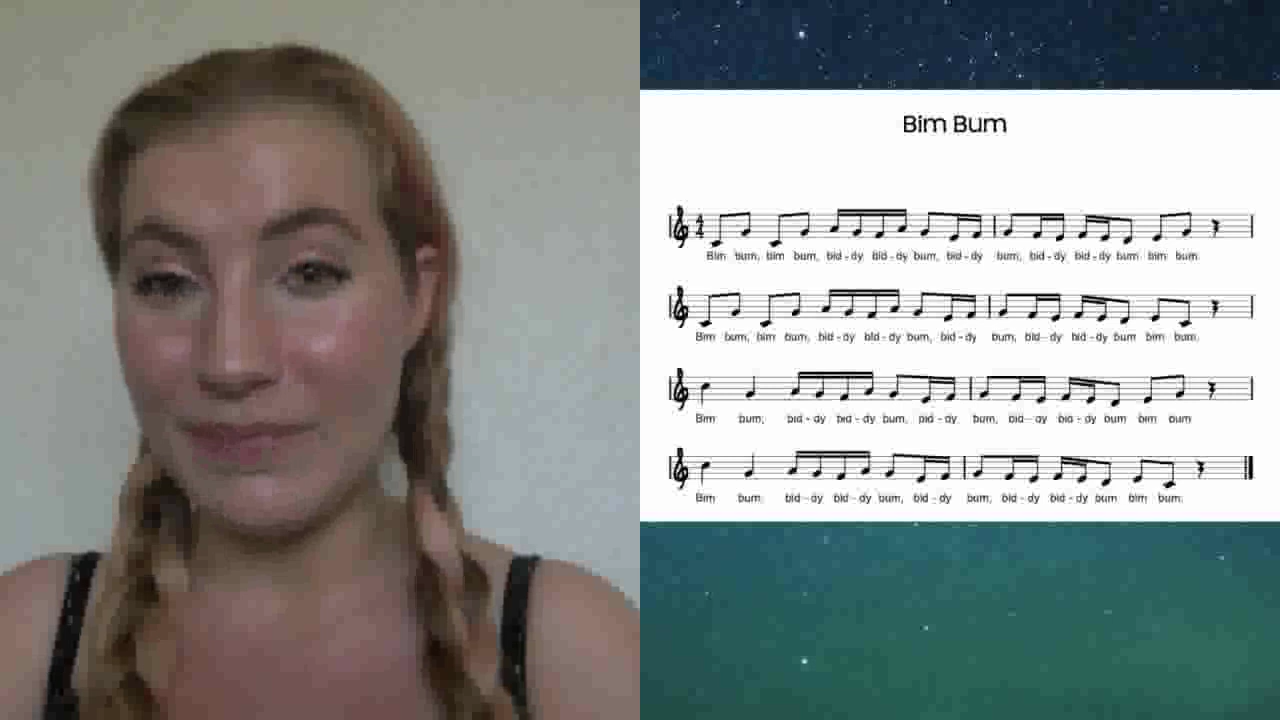 Bim Bum
4
4
Bim bum, bim bum, bid - dy bid - dy bum, bid - dy bum, bid - dy bid - dy bum bim bum.
Bim bum, bim bum, bid - dy bid - dy bum, bid - dy bum, bid - dy bid - dy bum bim bum.
Bim bum, bid - dy bid - dy bum, bid - dy bum, bid - dy bid - dy bum bim bum
Bim bum bid - dy bid - dy bum, bid - dy bum, bid - dy bid - dy bum bim bum.